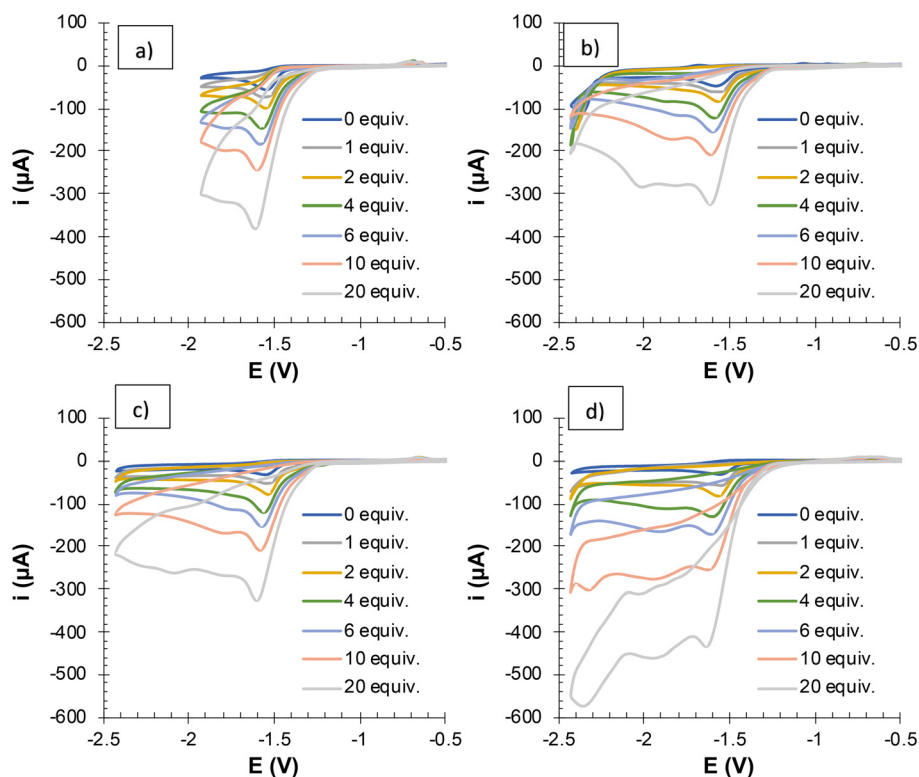 a)
100
0
-100
-200
-300
-400
-500
-600
i (µA)
-2.5 -2 -1.5 -1 -0.5
E (V)
0 equiv.
1 equiv.
2 equiv.
4 equiv.
6 equiv.
10 equiv.
20 equiv.
b)
100
0
-100
-200
-300
-400
-500
-600
i (µA)
-2.5 -2 -1.5 -1 -0.5
E (V)
0 equiv.
1 equiv.
2 equiv.
4 equiv.
6 equiv.
10 equiv.
20 equiv.
c)
100
0
-100
-200
-300
-400
-500
-600
i (µA)
-2.5 -2 -1.5 -1 -0.5
E (V)
0 equiv.
1 equiv.
2 equiv.
4 equiv.
6 equiv.
10 equiv.
20 equiv.
d)
100
0
-100
-200
-300
-400
-500
-600
i (µA)
-2.5 -2 -1.5 -1 -0.5
E (V)
0 equiv.
1 equiv.
2 equiv.
4 equiv.
6 equiv.
10 equiv.
20 equiv.